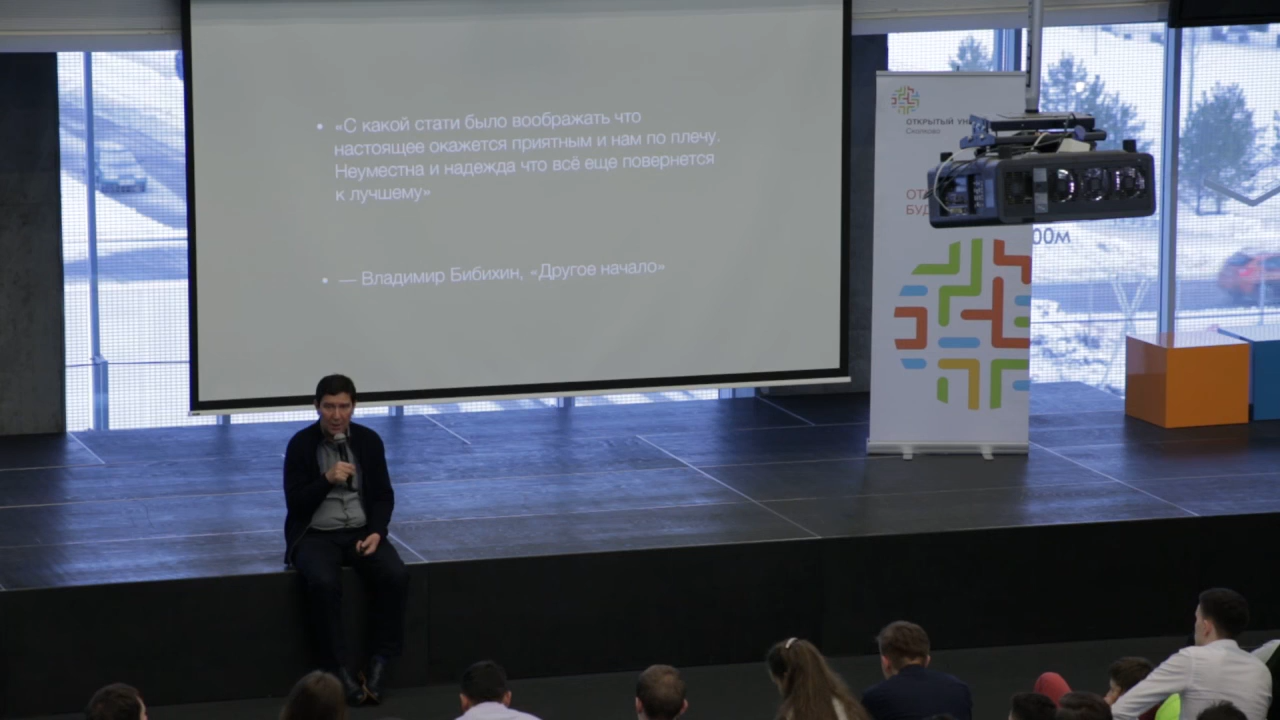 • «С какой стати было воображать что
настоящее окажется приятным и нам по плечу.
Неуместна и надежда что всё еще повернется
к лучшему»
• — Владимир Бибихин, «Другое начало»
ОТКРЫТЫЙ
Сколково
00м